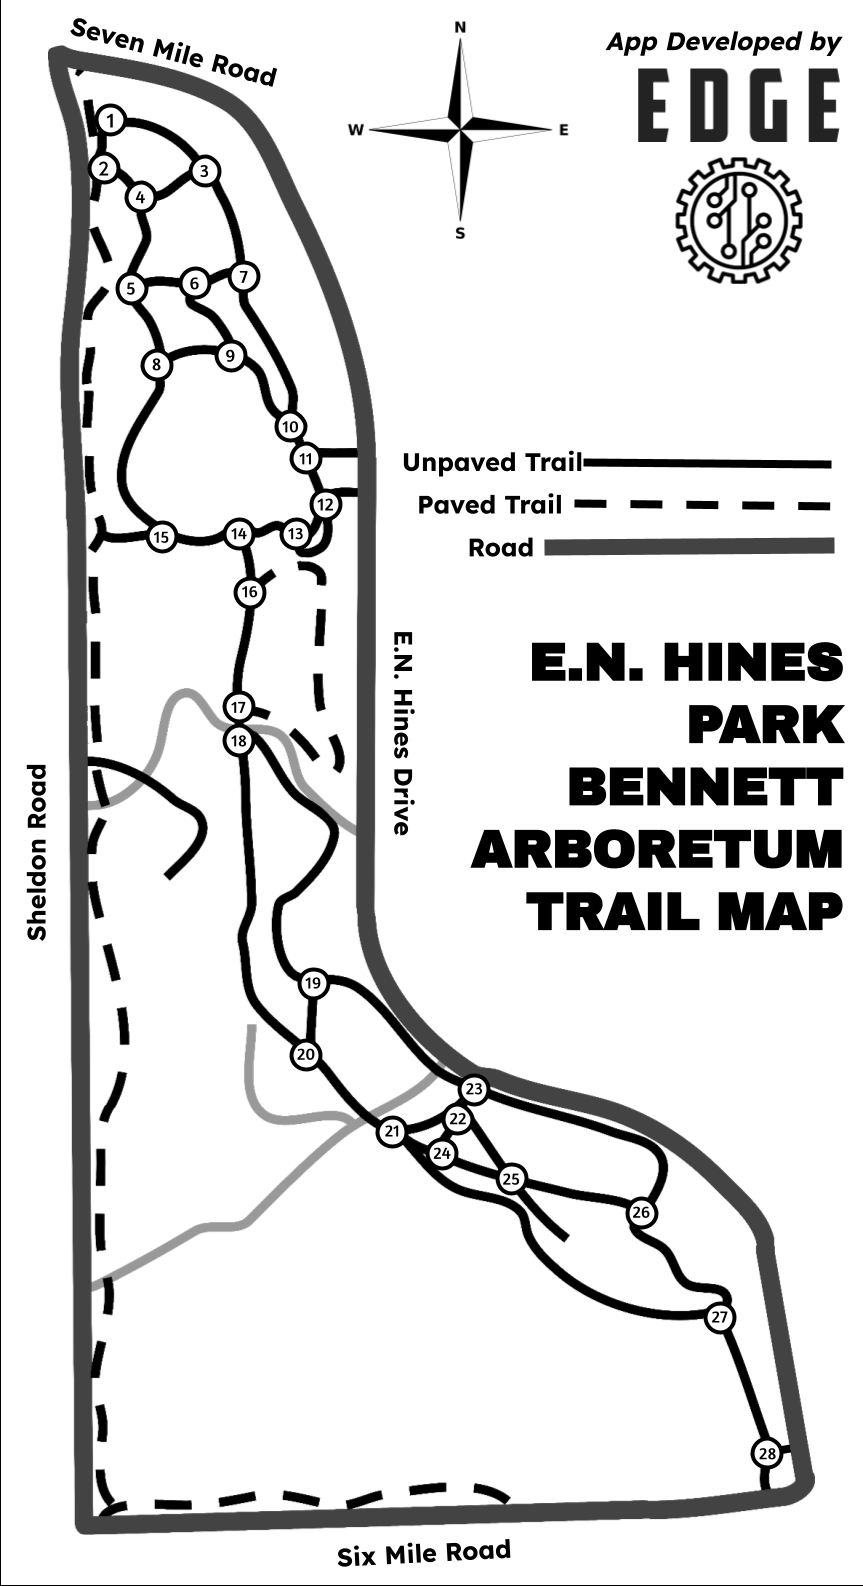 Seven Mile Road
N
W
E
S
App Developed by
EDGE
1
2
3
4
5
6
7
8
9
10
11
12
13
14
15
16
17
18
19
20
21
22
23
24
25
26
27
28
Unpaved Trail
Paved Trail
Road
E.N. Hines Drive
Sheldon Road
E.N. HINES
PARK
BENNETT
ARBORETUM
TRAIL MAP
Six Mile Road